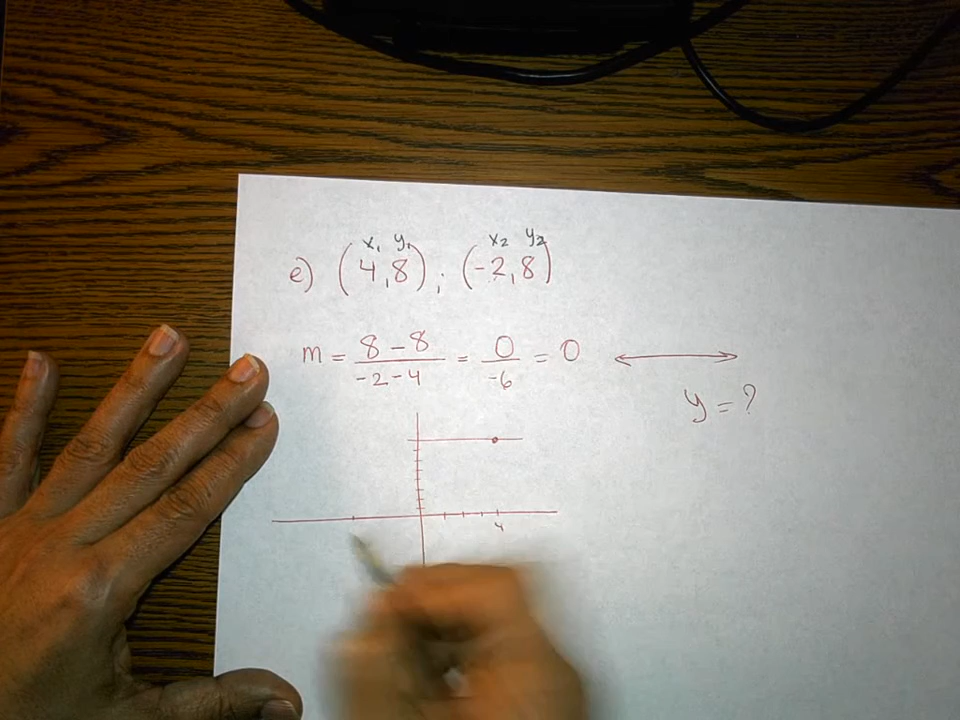 x₁ y₁ x₂ y₂
e) (4,8) ; (-2,8)
m = 8-8/-2-4 = 0/-6 = 0
y = ?
4